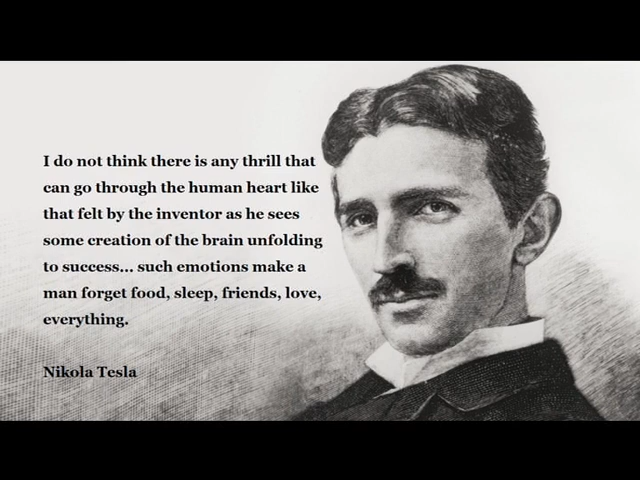 I do not think there is any thrill that
can go through the human heart like
that felt by the inventor as he sees
some creation of the brain unfolding
to success... such emotions make a
man forget food, sleep, friends, love,
everything.
Nikola Tesla